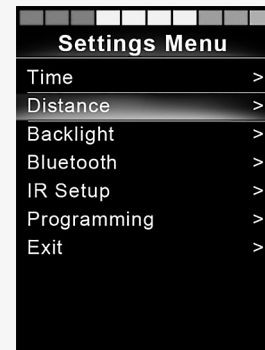 Settings Menu
Time >
Distance >
Backlight >
Bluetooth >
IR Setup >
Programming >
Exit >